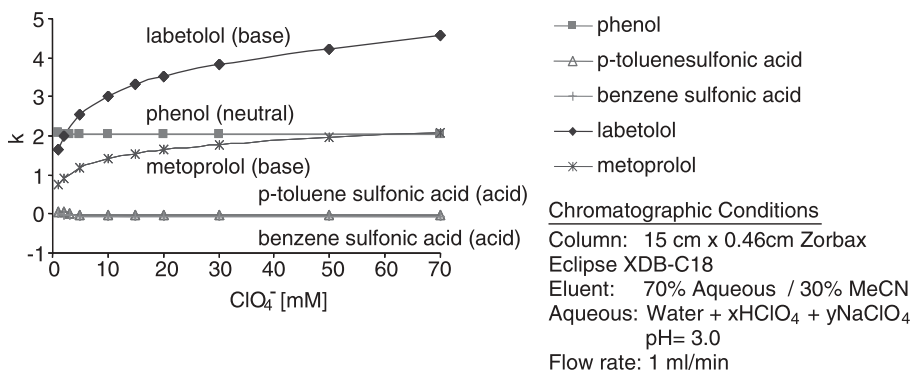 5
4
3
2
1
0
-1
k
labetolol (base)
phenol (neutral)
metoprolol (base)
p-toluene sulfonic acid (acid)
benzene sulfonic acid (acid)
0 10 20 30 40 50 60 70
ClO₄⁻ [mM]
phenol
p-toluenesulfonic acid
benzene sulfonic acid
labetolol
metoprolol
Chromatographic Conditions
Column: 15 cm x 0.46cm Zorbax
Eclipse XDB-C18
Eluent: 70% Aqueous / 30% MeCN
Aqueous: Water + xHClO₄ + yNaClO₄
pH= 3.0
Flow rate: 1 ml/min